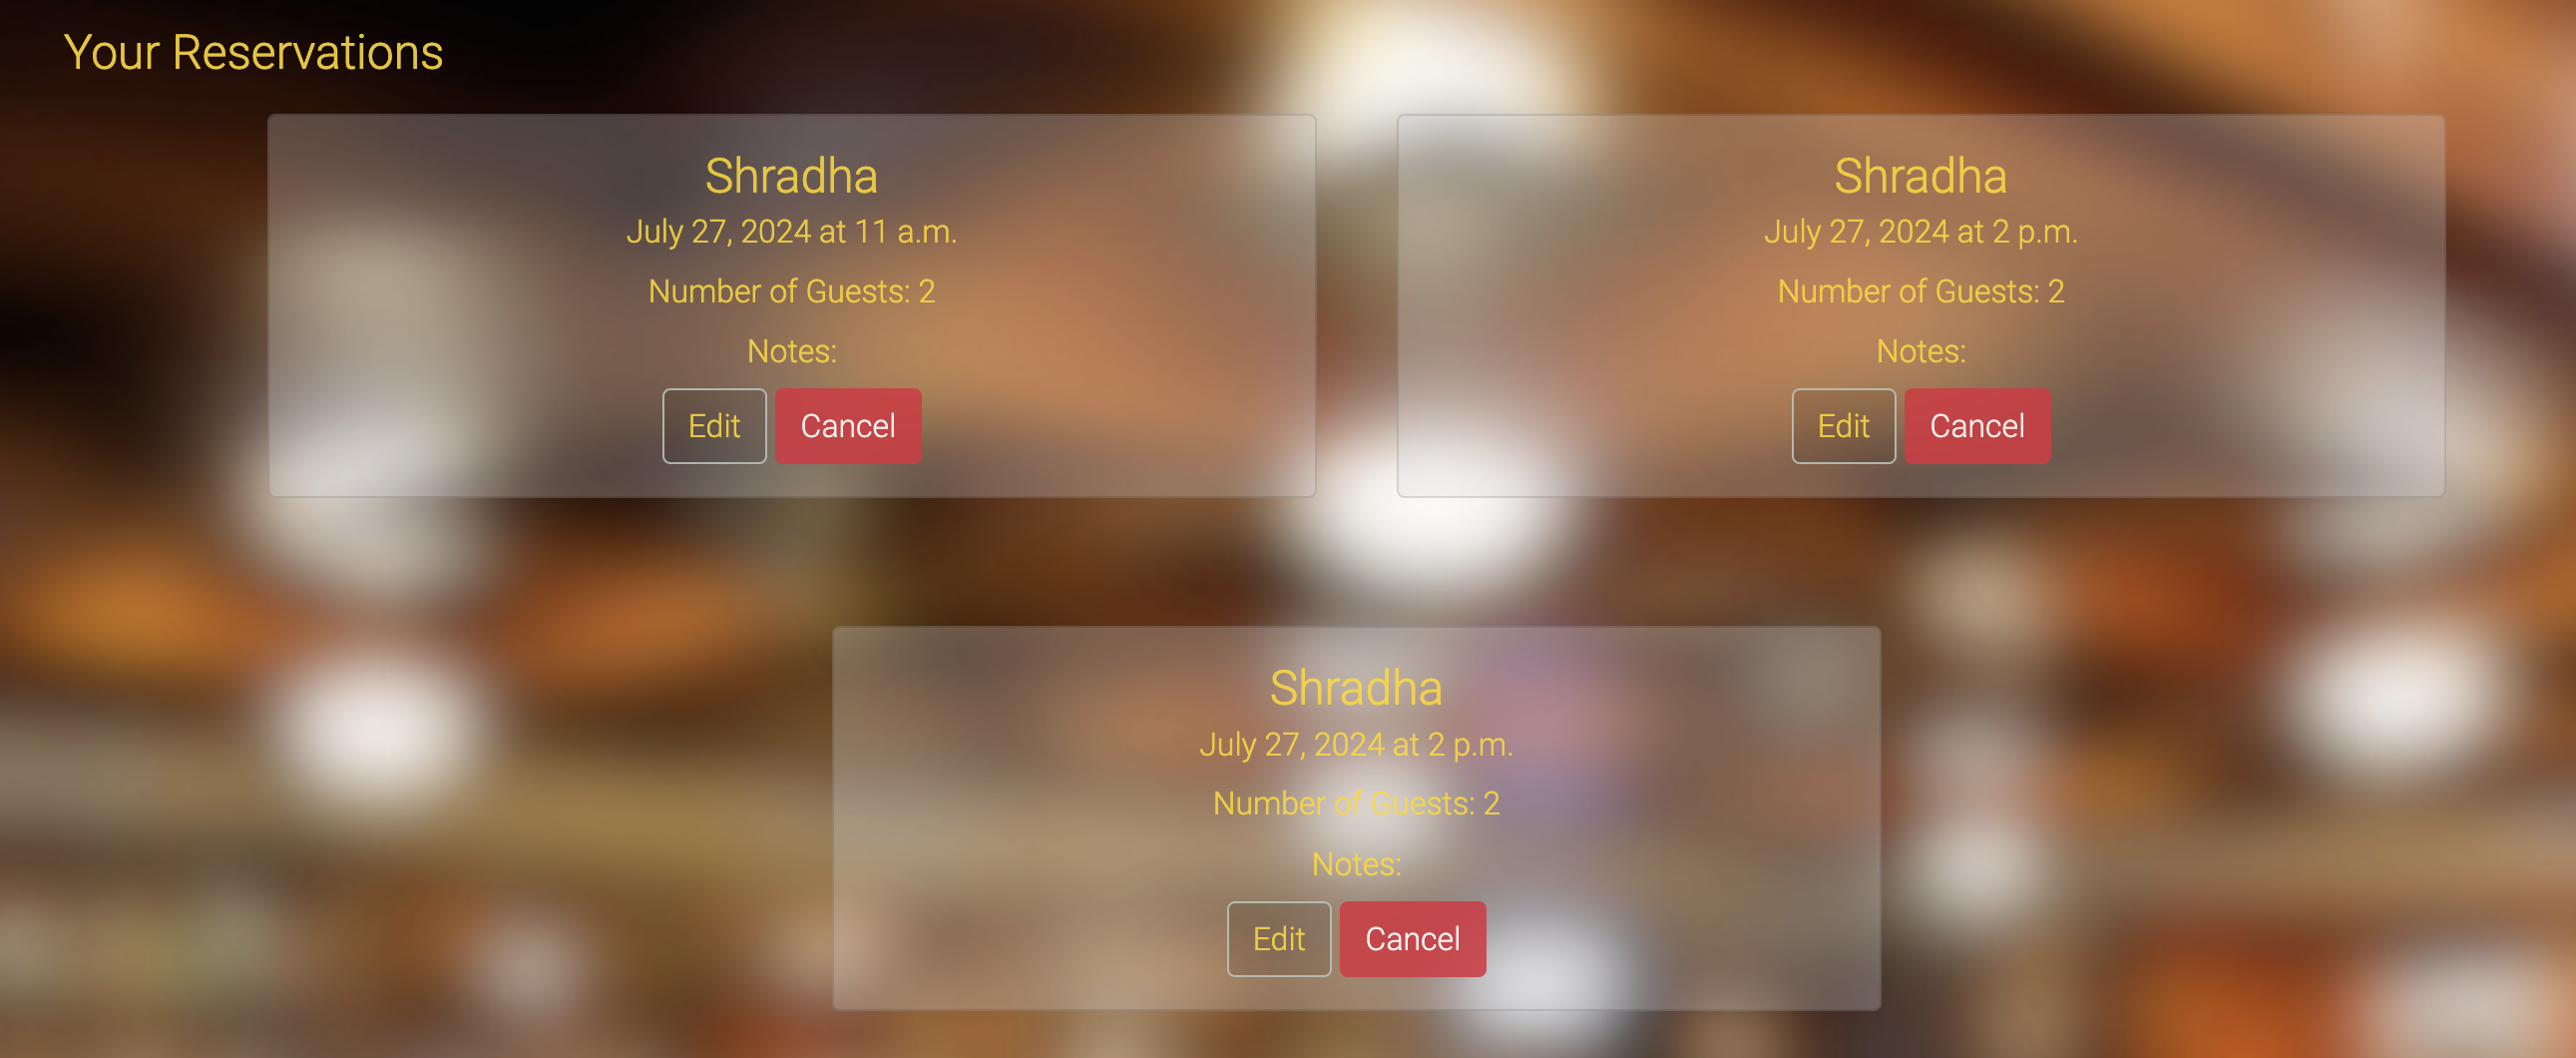 Your Reservations
Shradha
July 27, 2024 at 11 a.m.
Number of Guests: 2
Notes:
Edit Cancel
Shradha
July 27, 2024 at 2 p.m.
Number of Guests: 2
Notes:
Edit Cancel
Shradha
July 27, 2024 at 2 p.m.
Number of Guests: 2
Notes:
Edit Cancel